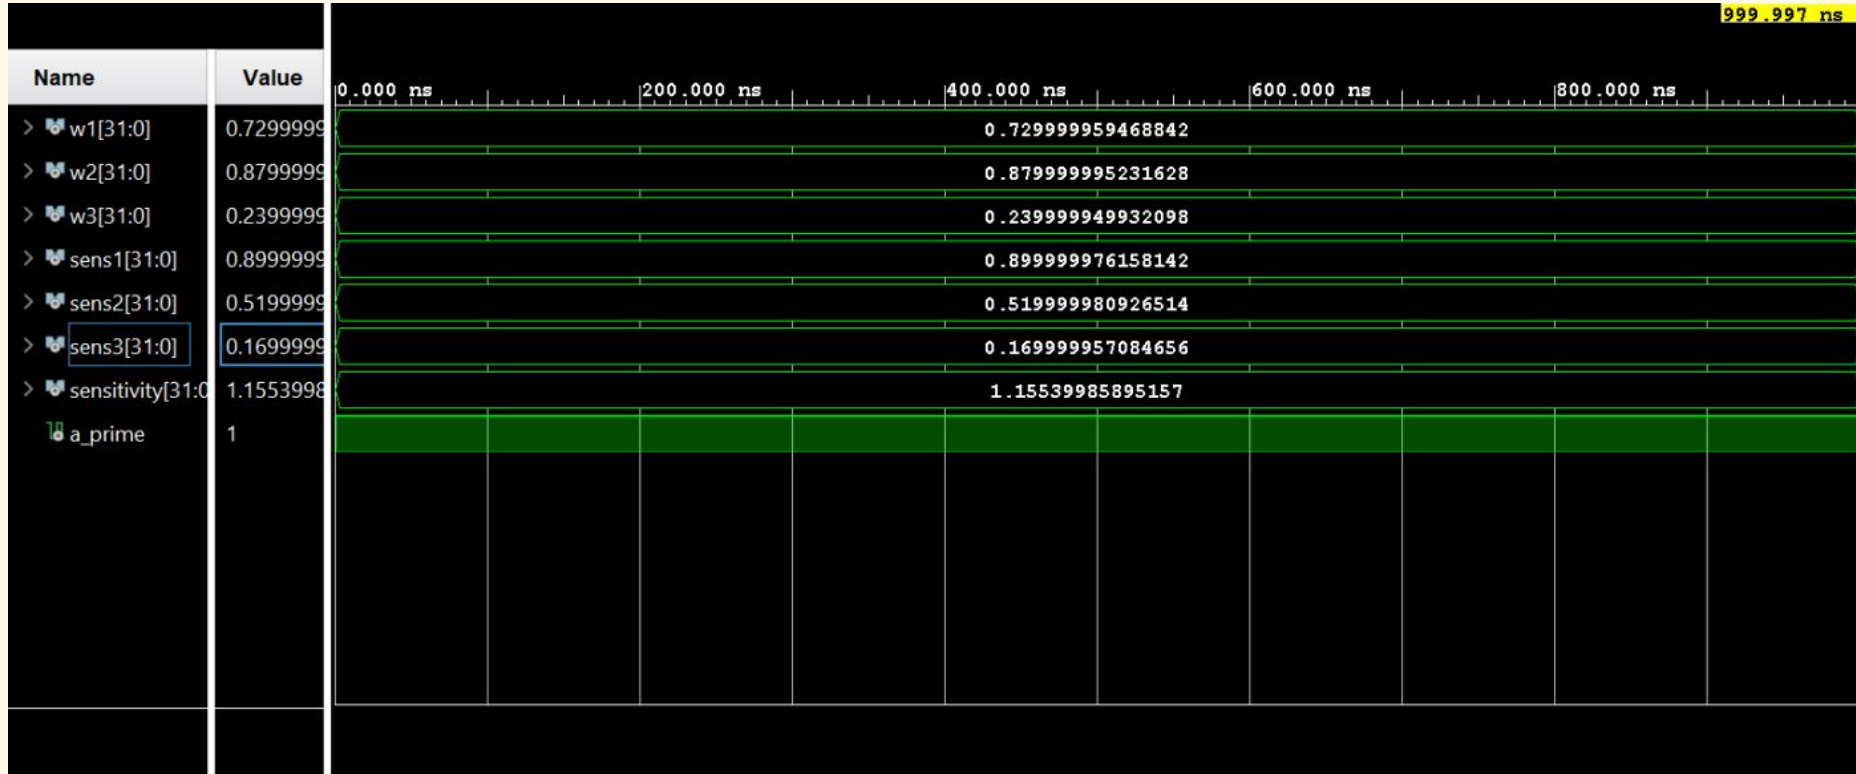 999.997 ns
Name Value
0.000 ns 200.000 ns 400.000 ns 600.000 ns 800.000 ns
w1[31:0] 0.7299999 0.729999959468842
w2[31:0] 0.8799999 0.879999995231628
w3[31:0] 0.2399999 0.239999949932098
sens1[31:0] 0.8999999 0.899999976158142
sens2[31:0] 0.5199999 0.519999980926514
sens3[31:0] 0.1699999 0.169999957084656
sensitivity[31:0 1.1553998 1.15539985895157
a_prime 1